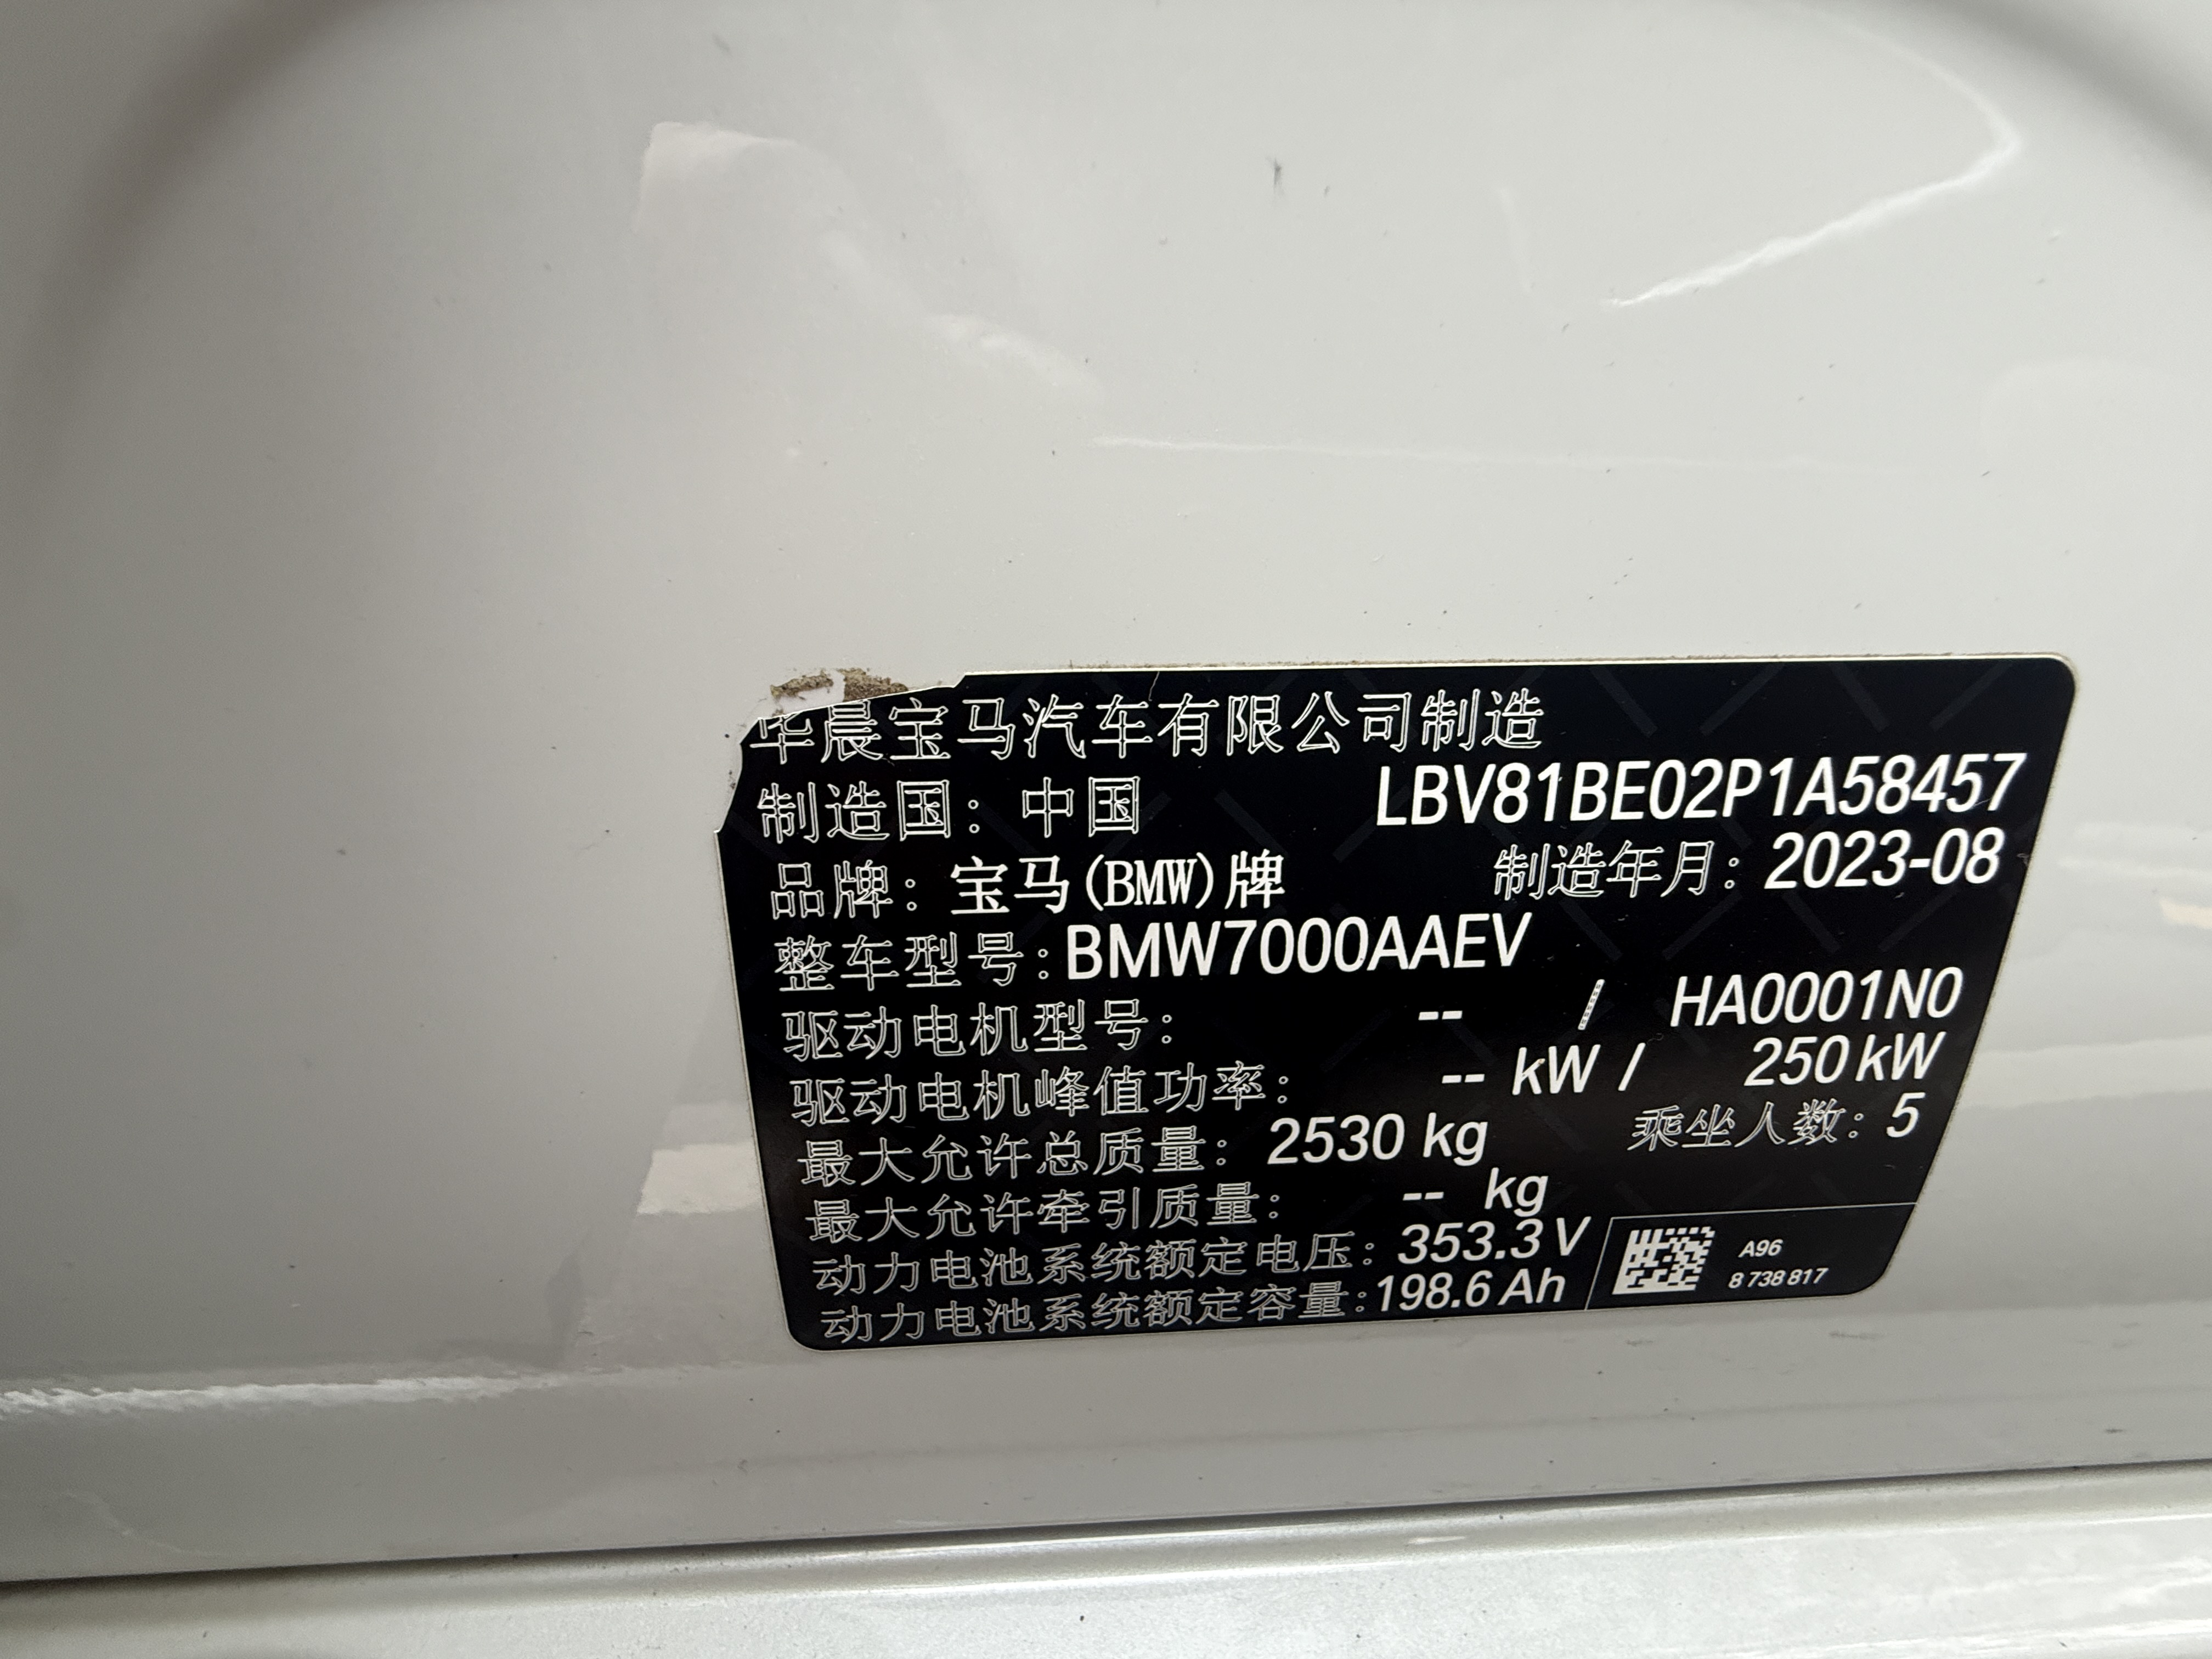 华晨宝马汽车有限公司制造
制造国：中国 LBV81BE02P1A58457
品牌：宝马(BMW)牌 制造年月：2023-08
整车型号:BMW7000AAEV
驱动电机型号： -- / HA0001N0
驱动电机峰值功率： -- kW / 250 kW
最大允许总质量：2530 kg 乘坐人数：5
最大允许牵引质量： -- kg
动力电池系统额定电压：353.3 V
动力电池系统额定容量:198.6 Ah
A96
8 738 817